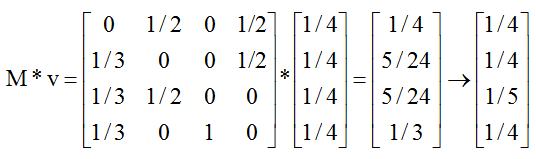 0 1/2 0 1/2 1/4 1/4 1/4
1/3 0 0 1/2 1/4 5/24 1/4
M * v = * = →
1/3 1/2 0 0 1/4 5/24 1/5
1/3 0 1 0 1/4 1/3 1/4